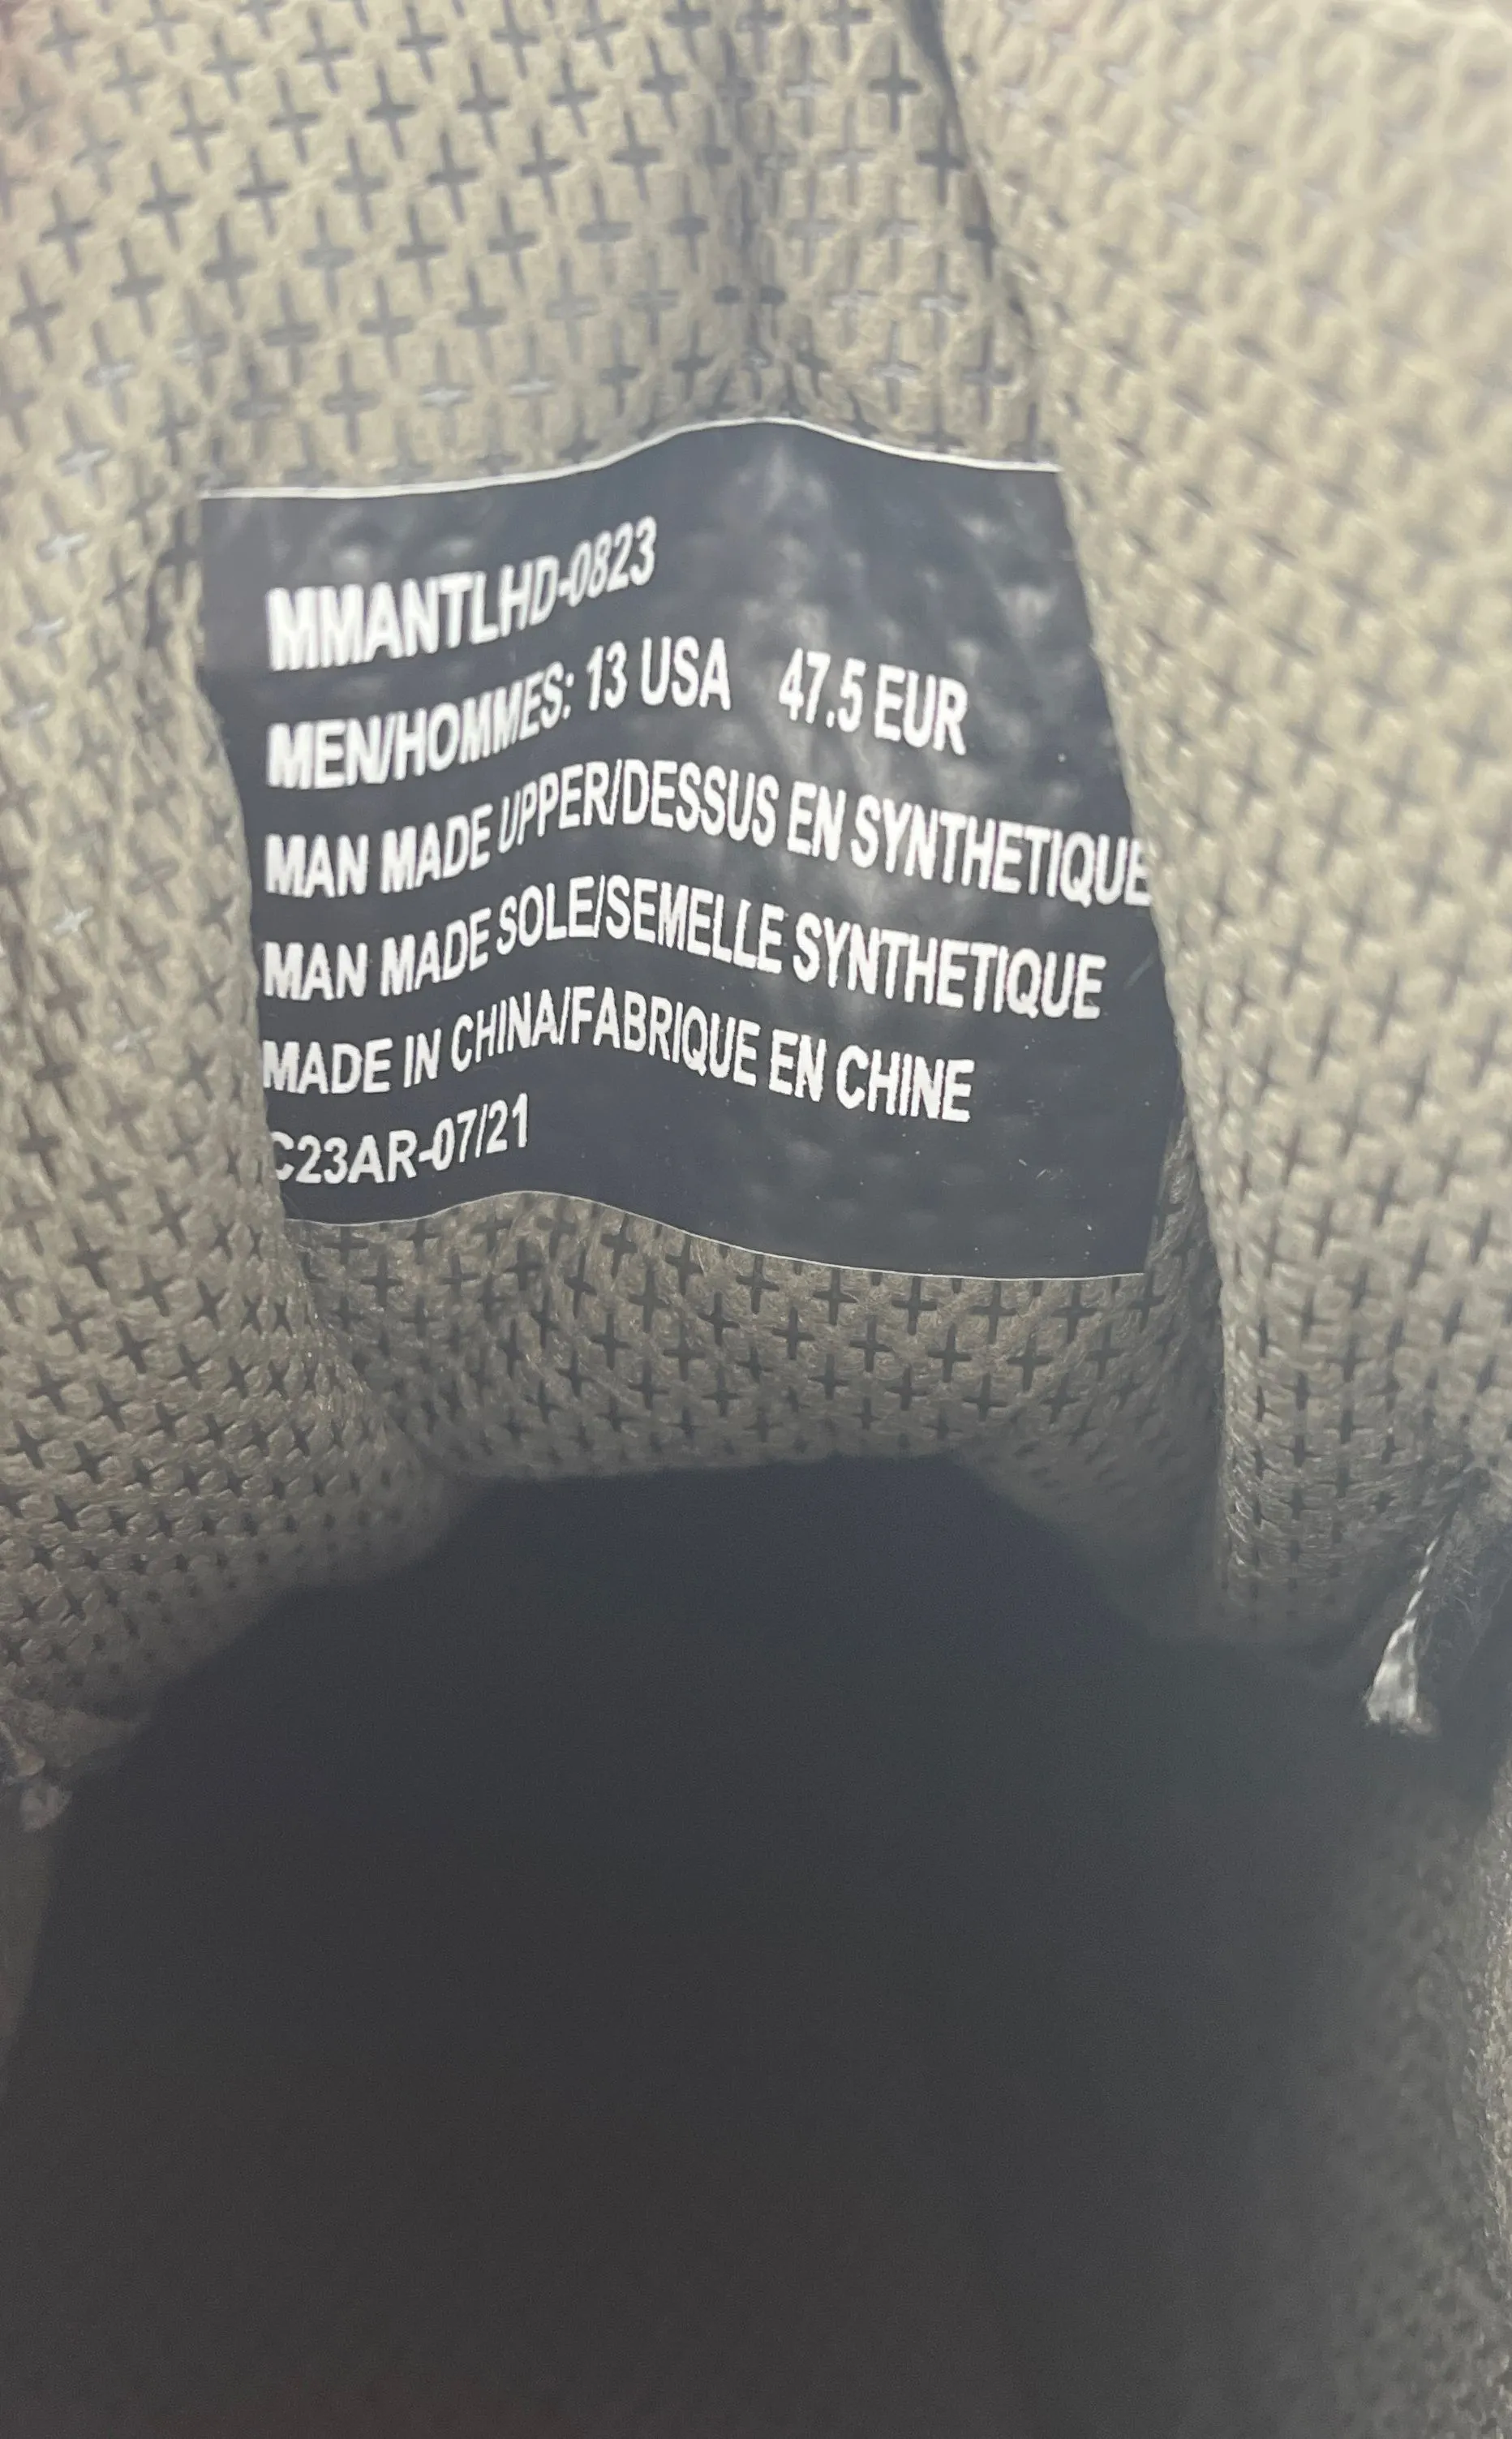 MMANTLHD-0823
MEN/HOMMES: 13 USA 47.5 EUR
MAN MADE UPPER/DESSUS EN SYNTHETIQUE
MAN MADE SOLE/SEMELLE SYNTHETIQUE
MADE IN CHINA/FABRIQUE EN CHINE
C23AR-07/21